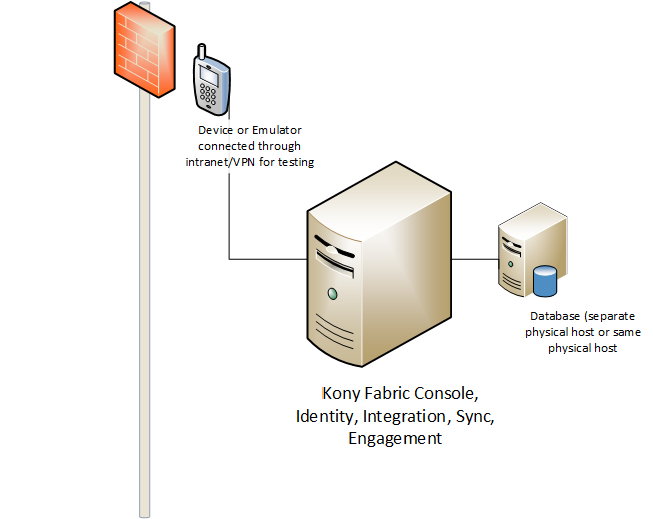 Device or Emulator
connected through
intranet/VPN for testing
Database (separate
physical host or same
physical host
Kony Fabric Console,
Identity, Integration, Sync,
Engagement